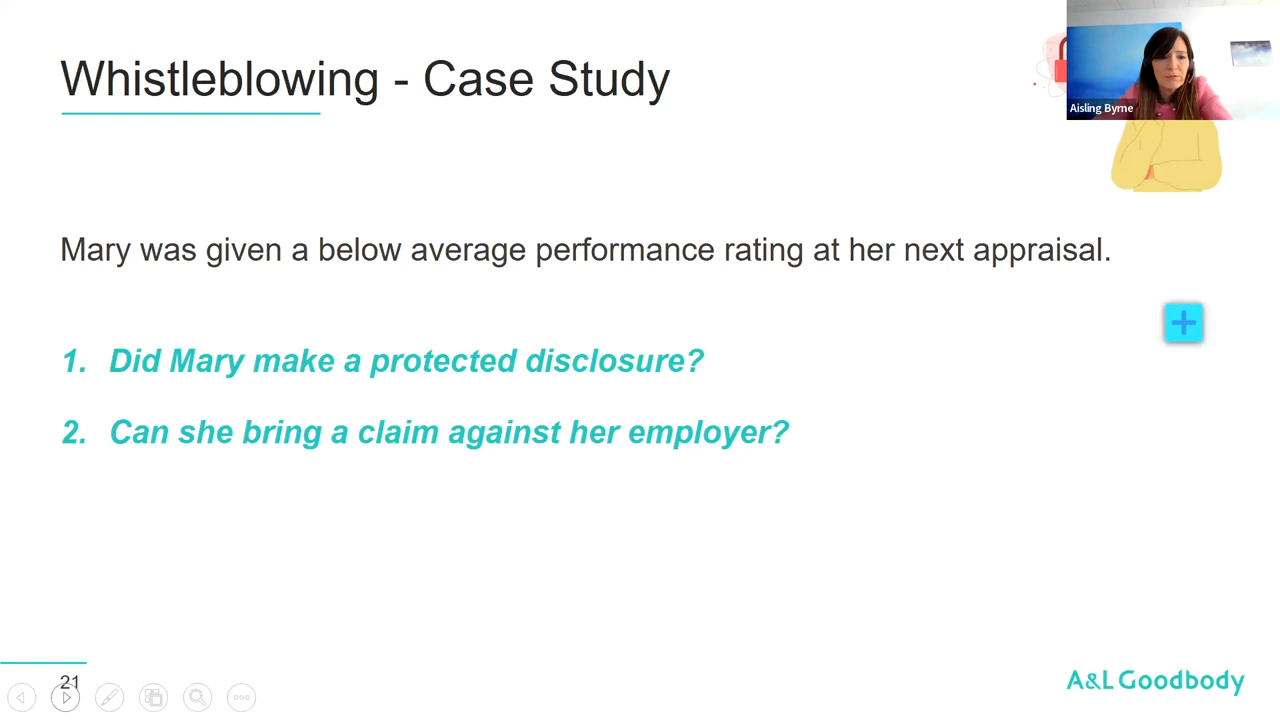 Whistleblowing - Case Study
Aisling Byrne
Mary was given a below average performance rating at her next appraisal.
1. Did Mary make a protected disclosure?
2. Can she bring a claim against her employer?
21
A&L Goodbody